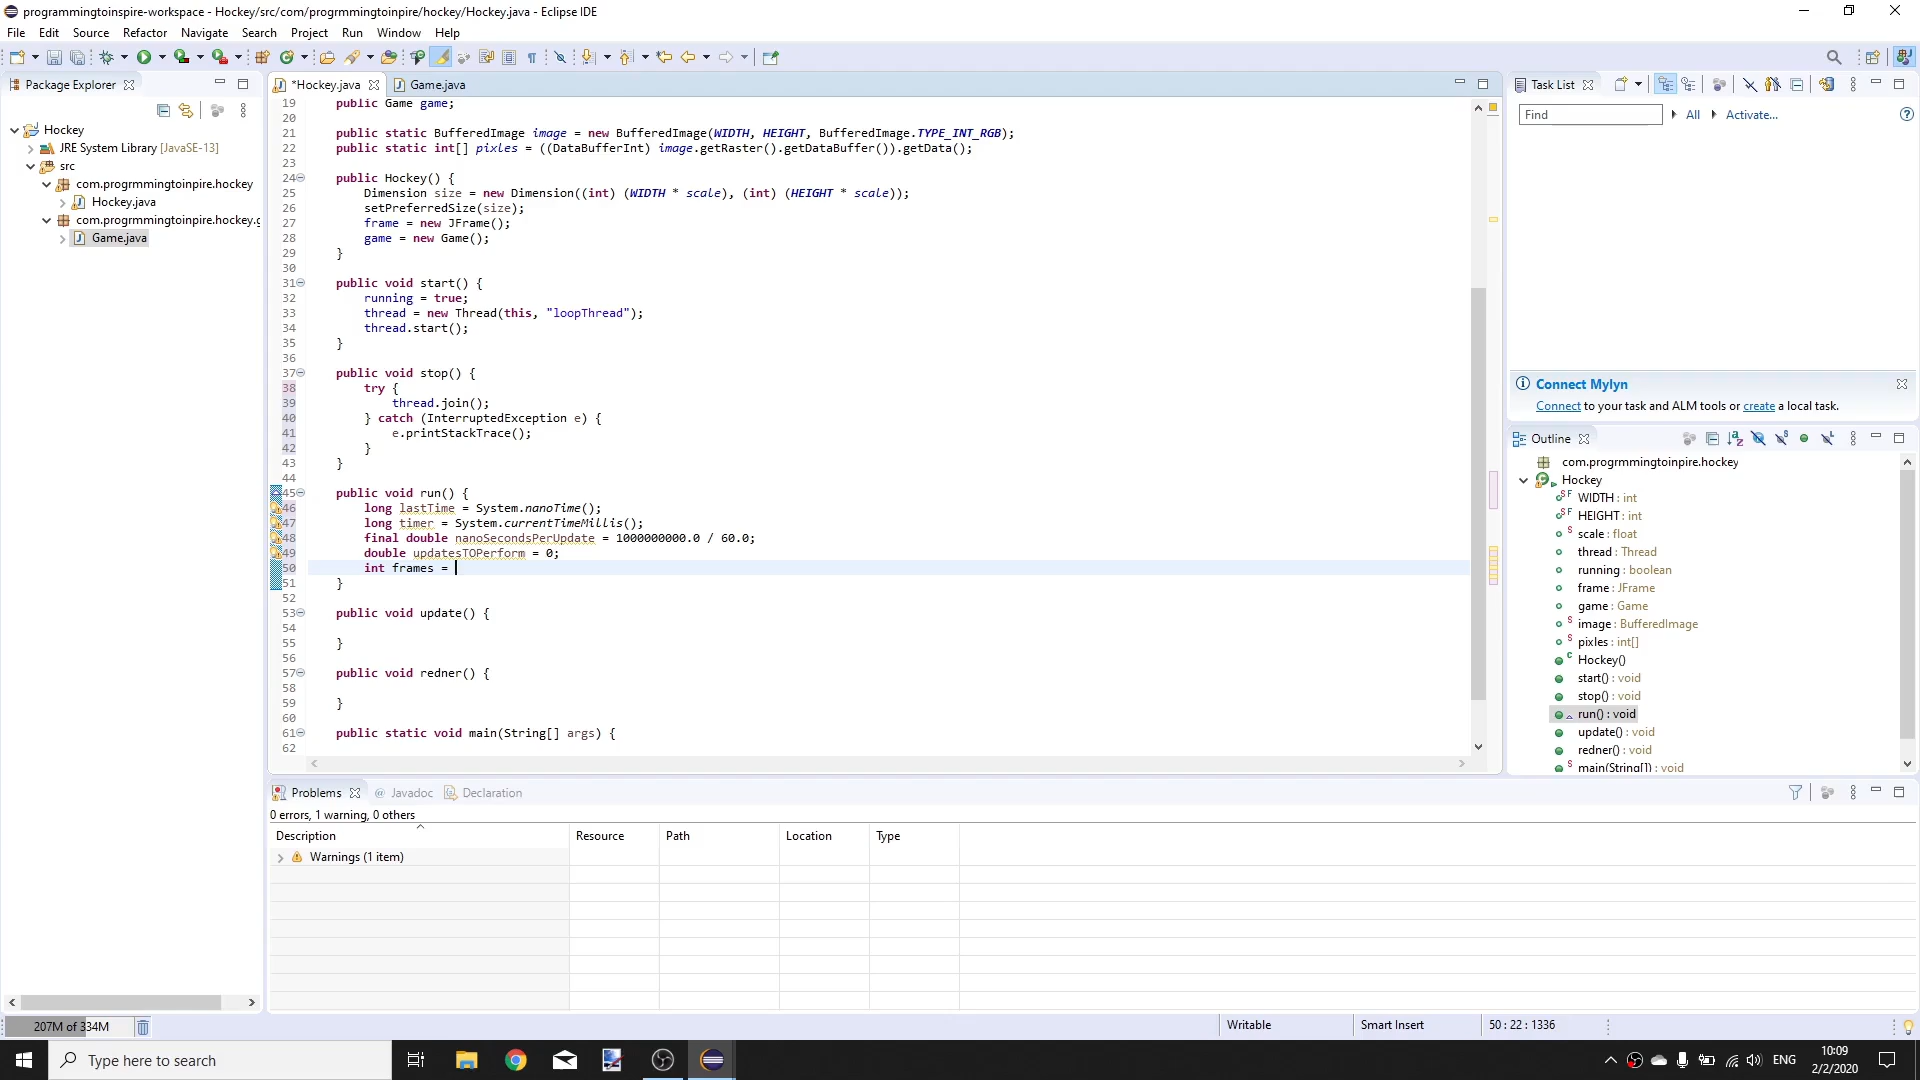 programmingtoinpire-workspace - Hockey/src/com/progrmmingtoinpire/hockey/Hockey.java - Eclipse IDE
File Edit Source Refactor Navigate Search Project Run Window Help
Package Explorer
Hockey
JRE System Library [JavaSE-13]
src
com.progrmmingtoinpire.hockey
Hockey.java
com.progrmmingtoinpire.hockey.g
Game.java
*Hockey.java Game.java
19 public Game game;
20
21 public static BufferedImage image = new BufferedImage(WIDTH, HEIGHT, BufferedImage.TYPE_INT_RGB);
22 public static int[] pixles = ((DataBufferInt) image.getRaster().getDataBuffer()).getData();
23
24 public Hockey() {
25 Dimension size = new Dimension((int) (WIDTH * scale), (int) (HEIGHT * scale));
26 setPreferredSize(size);
27 frame = new JFrame();
28 game = new Game();
29 }
30
31 public void start() {
32 running = true;
33 thread = new Thread(this, "loopThread");
34 thread.start();
35 }
36
37 public void stop() {
38 try {
39 thread.join();
40 } catch (InterruptedException e) {
41 e.printStackTrace();
42 }
43 }
44
45 public void run() {
46 long lastTime = System.nanoTime();
47 long timer = System.currentTimeMillis();
48 final double nanoSecondsPerUpdate = 1000000000.0 / 60.0;
49 double updatesTOPerform = 0;
50 int frames =
51 }
52
53 public void update() {
54
55 }
56
57 public void redner() {
58
59 }
60
61 public static void main(String[] args) {
62
Task List
Find All Activate...
Connect Mylyn
Connect to your task and ALM tools or create a local task.
Outline
com.progrmmingtoinpire.hockey
Hockey
WIDTH : int
HEIGHT : int
scale : float
thread : Thread
running : boolean
frame : JFrame
game : Game
image : BufferedImage
pixles : int[]
Hockey()
start() : void
stop() : void
run() : void
update() : void
redner() : void
main(String[]) : void
Problems Javadoc Declaration
0 errors, 1 warning, 0 others
Description Resource Path Location Type
Warnings (1 item)
207M of 334M
Writable Smart Insert 50 : 22 : 1336
Type here to search
ENG
10:09
2/2/2020